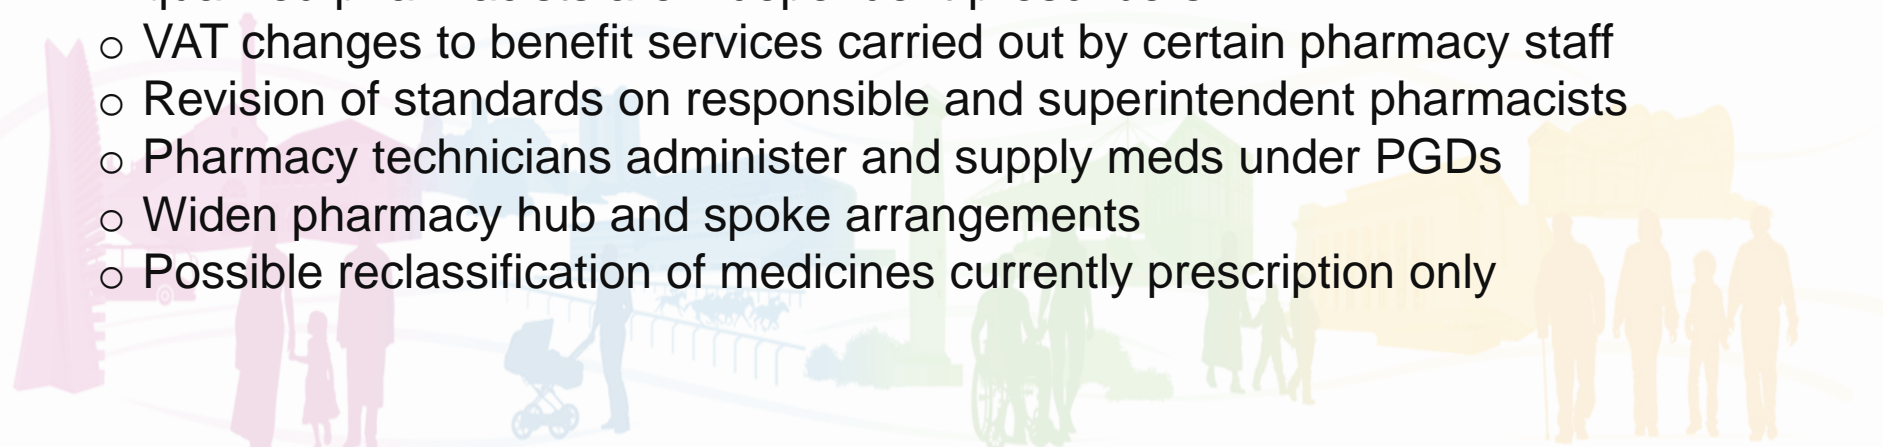 ○ VAT changes to benefit services carried out by certain pharmacy staff
○ Revision of standards on responsible and superintendent pharmacists
○ Pharmacy technicians administer and supply meds under PGDs
○ Widen pharmacy hub and spoke arrangements
○ Possible reclassification of medicines currently prescription only